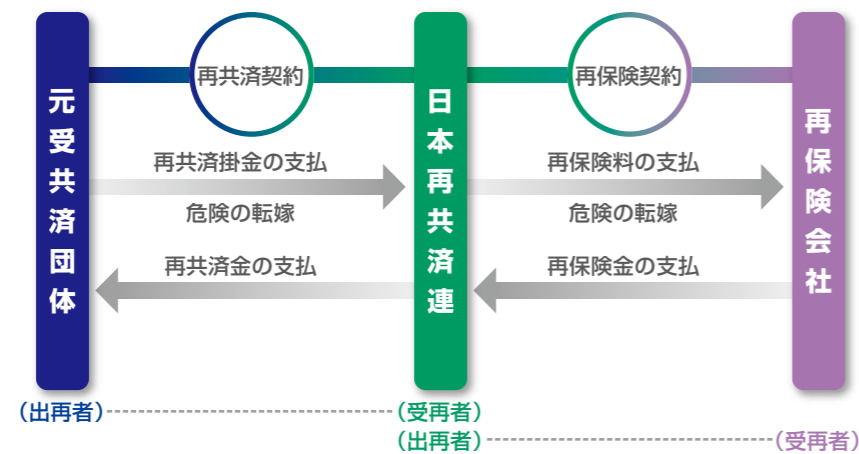 元受共済団体
再共済契約
再共済掛金の支払
危険の転嫁
再共済金の支払
日本再共済連
再保険契約
再保険料の支払
危険の転嫁
再保険金の支払
再保険会社
（出再者）
（受再者）
（出再者）
（受再者）